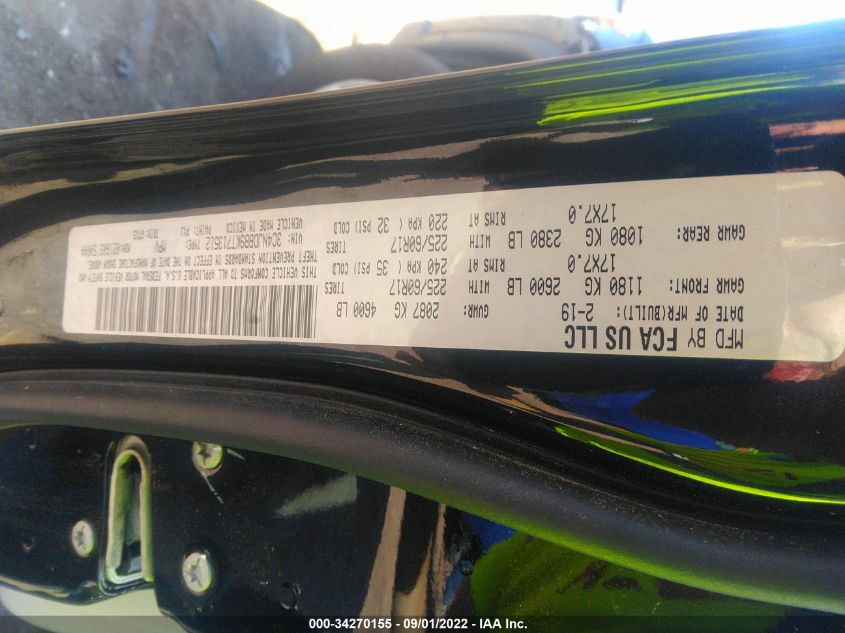 MFD BY FCA US LLC
DATE OF MFR(BUILT): 2-19 GVWR: 2087 KG 4600 LB
GAWR FRONT: 1180 KG 2600 LB WITH 225/60R17 TIRES
17X7.0 RIMS AT 240 KPA ( 35 PSI) COLD
GAWR REAR: 1080 KG 2380 LB WITH 225/60R17 TIRES
17X7.0 RIMS AT 220 KPA ( 32 PSI) COLD
THIS VEHICLE CONFORMS TO ALL APPLICABLE U.S.A. FEDERAL MOTOR VEHICLE SAFETY AND
THEFT PREVENTION STANDARDS IN EFFECT ON THE DATE OF MANUFACTURE SHOWN ABOVE.
VIN: 3C4NJDBB9KT713512 TYPE: MPV
VEHICLE MADE IN MEXICO PAINT: PXJ
000-34270155 - 09/01/2022 - IAA Inc.